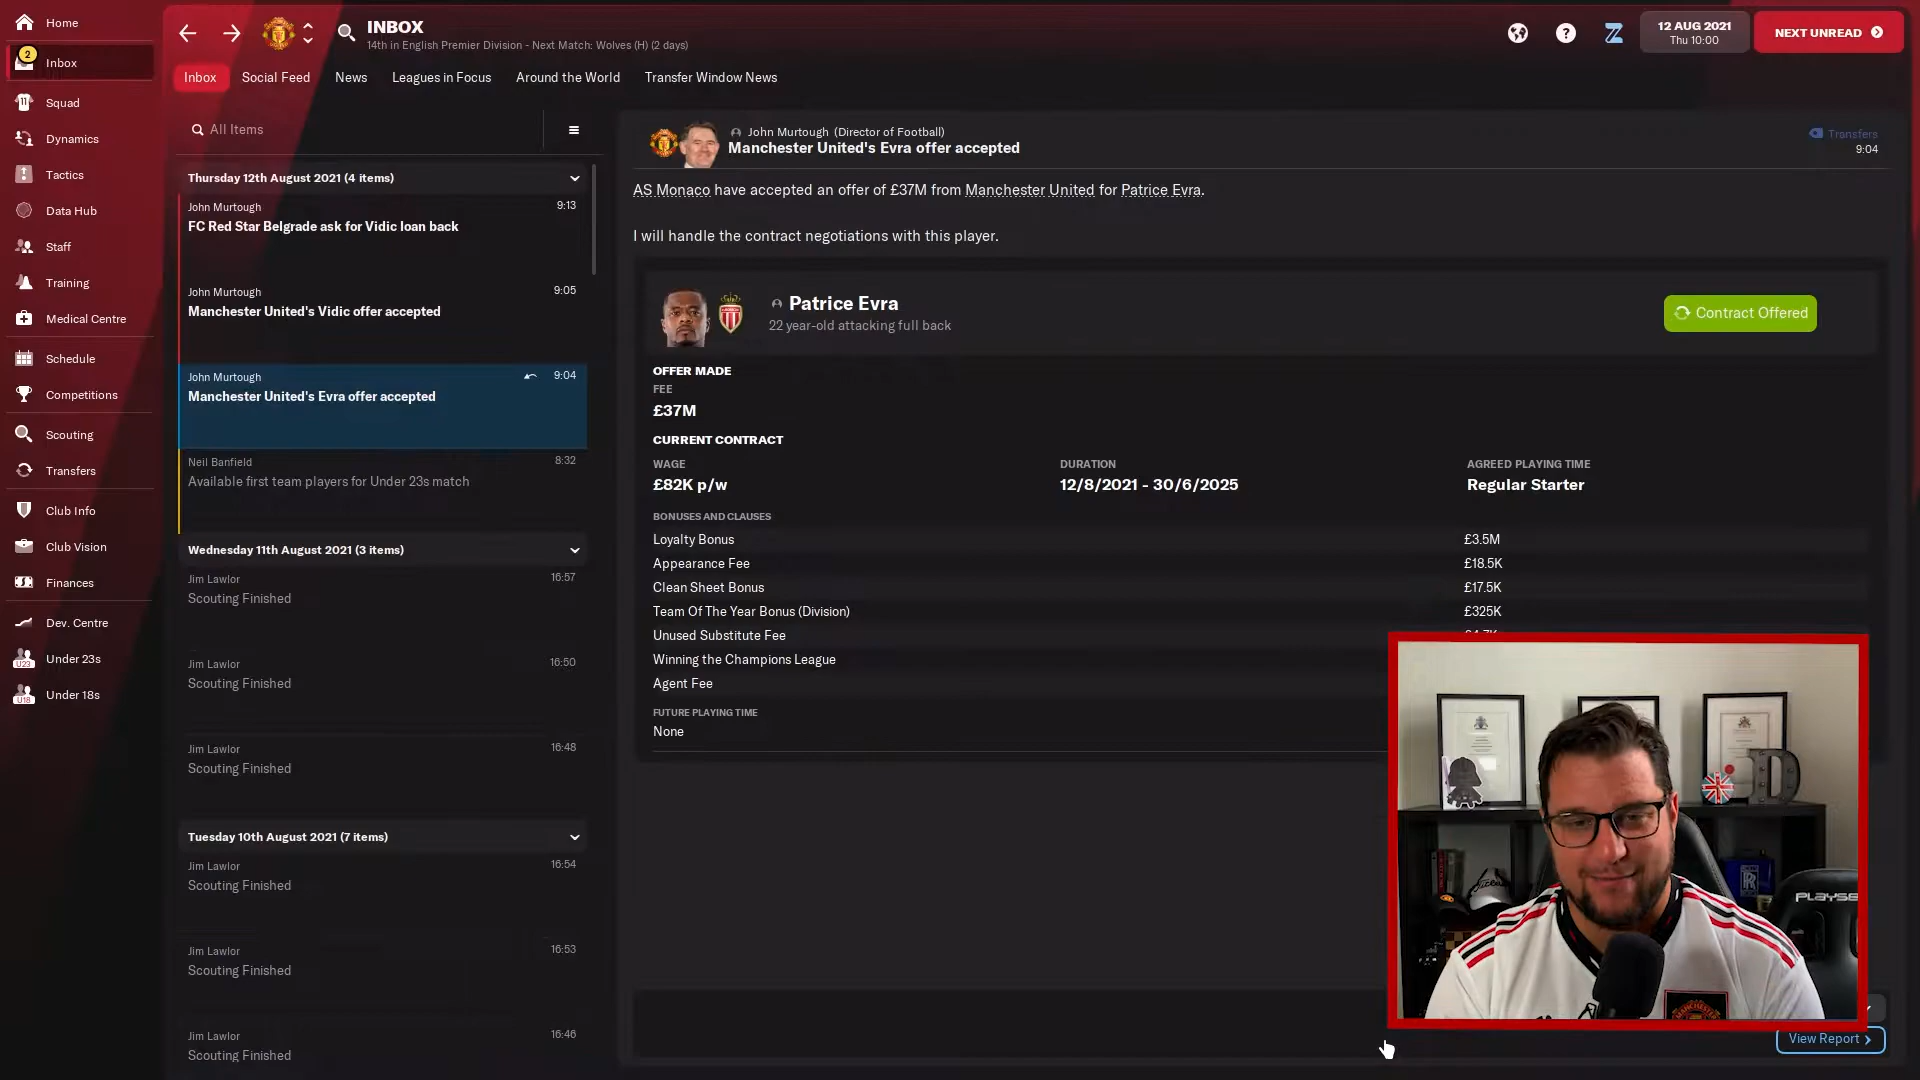 Home
2
Inbox
Squad
Dynamics
Tactics
Data Hub
Staff
Training
Medical Centre
Schedule
Competitions
Scouting
Transfers
Club Info
Club Vision
Finances
Dev. Centre
U23
Under 23s
U18
Under 18s
INBOX
14th in English Premier Division - Next Match: Wolves (H) (2 days)
12 AUG 2021
Thu 10:00
NEXT UNREAD
Inbox
Social Feed
News
Leagues in Focus
Around the World
Transfer Window News
All Items
Thursday 12th August 2021 (4 items)
John Murtough 9:13
FC Red Star Belgrade ask for Vidic loan back
John Murtough 9:05
Manchester United's Vidic offer accepted
John Murtough 9:04
Manchester United's Evra offer accepted
Neil Banfield 8:32
Available first team players for Under 23s match
Wednesday 11th August 2021 (3 items)
Jim Lawlor 16:57
Scouting Finished
Jim Lawlor 16:50
Scouting Finished
Jim Lawlor 16:48
Scouting Finished
Tuesday 10th August 2021 (7 items)
Jim Lawlor 16:54
Scouting Finished
Jim Lawlor 16:53
Scouting Finished
Jim Lawlor 16:46
Scouting Finished
John Murtough (Director of Football)
Manchester United's Evra offer accepted
Transfers
9:04
AS Monaco have accepted an offer of £37M from Manchester United for Patrice Evra.
I will handle the contract negotiations with this player.
Patrice Evra
22 year-old attacking full back
Contract Offered
OFFER MADE
FEE
£37M
CURRENT CONTRACT
WAGE DURATION AGREED PLAYING TIME
£82K p/w 12/8/2021 - 30/6/2025 Regular Starter
BONUSES AND CLAUSES
Loyalty Bonus £3.5M
Appearance Fee £18.5K
Clean Sheet Bonus £17.5K
Team Of The Year Bonus (Division) £325K
Unused Substitute Fee
Winning the Champions League
Agent Fee
FUTURE PLAYING TIME
None
D
PLAYSE
View Report